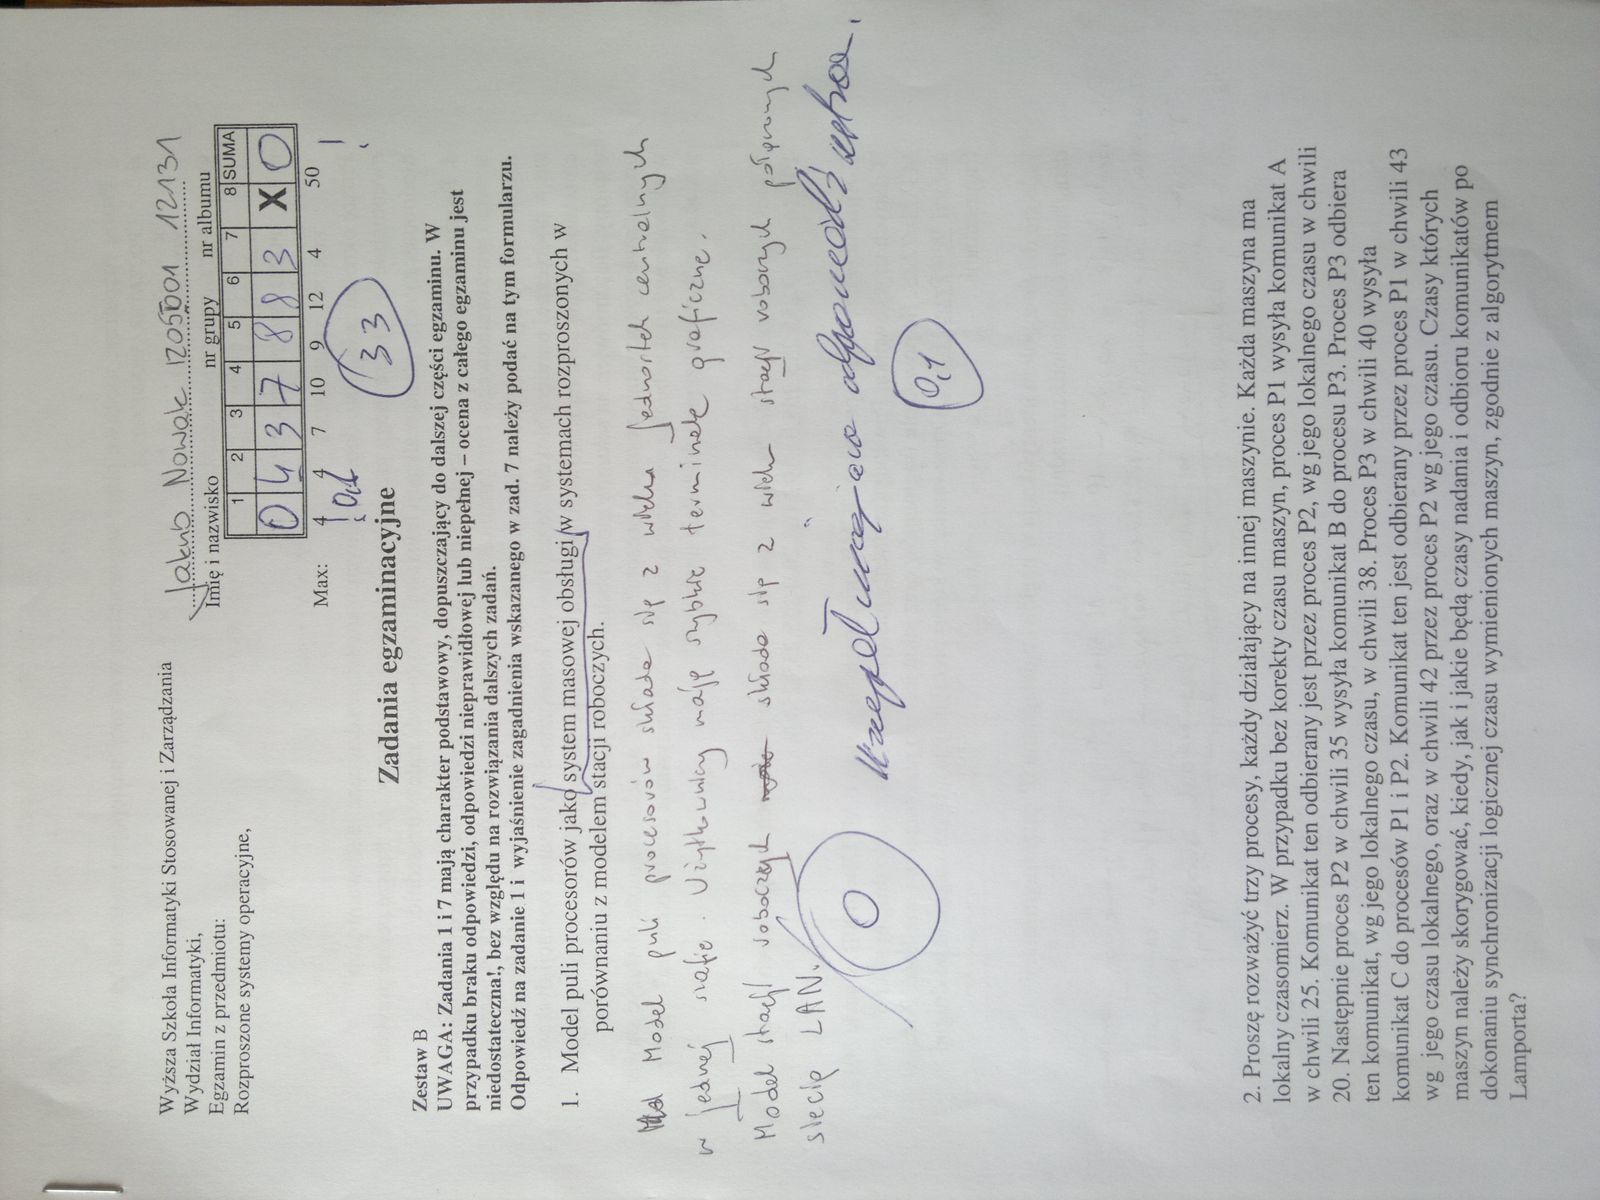 Wyższa Szkoła Informatyki Stosowanej i Zarządzania
Wydział Informatyki,
Egzamin z przedmiotu:
Rozproszone systemy operacyjne,
Jakub Nowak 12131
Imię i nazwisko nr grupy nr albumu
1 2 3 4 5 6 7 8 SUMA
0 4 3 7 8 8 3 X 0
Max: 4 4 7 10 9 12 4 50
! 0,1 !
33
Zadania egzaminacyjne
Zestaw B
UWAGA: Zadania 1 i 7 mają charakter podstawowy, dopuszczający do dalszej części egzaminu. W
przypadku braku odpowiedzi, odpowiedzi nieprawidłowej lub niepełnej – ocena z całego egzaminu jest
niedostateczna!, bez względu na rozwiązania dalszych zadań.
Odpowiedź na zadanie 1 i wyjaśnienie zagadnienia wskazanego w zad. 7 należy podać na tym formularzu.
1. Model puli procesorów jako system masowej obsługi w systemach rozproszonych w
porównaniu z modelem stacji roboczych.
Model puli procesorów składa się z wielu jednostek centralnych
w jednej szafie. Użytkownicy mają szybkie terminale graficzne.
Model stacji roboczych składa się z wielu stacji roboczych połączonych
siecią LAN.
0
odpowiedź
0,1
2. Proszę rozważyć trzy procesy, każdy działający na innej maszynie. Każda maszyna ma
lokalny czasomierz. W przypadku bez korekty czasu maszyn, proces P1 wysyła komunikat A
w chwili 25. Komunikat ten odbierany jest przez proces P2, wg jego lokalnego czasu w chwili
20. Następnie proces P2 w chwili 35 wysyła komunikat B do procesu P3. Proces P3 odbiera
ten komunikat, wg jego lokalnego czasu, w chwili 38. Proces P3 w chwili 40 wysyła
komunikat C do procesów P1 i P2. Komunikat ten jest odbierany przez proces P1 w chwili 43
wg jego czasu lokalnego, oraz w chwili 42 przez proces P2 wg jego czasu. Czasy których
maszyn należy skorygować, kiedy, jak i jakie będą czasy nadania i odbioru komunikatów po
dokonaniu synchronizacji logicznej czasu wymienionych maszyn, zgodnie z algorytmem
Lamporta?